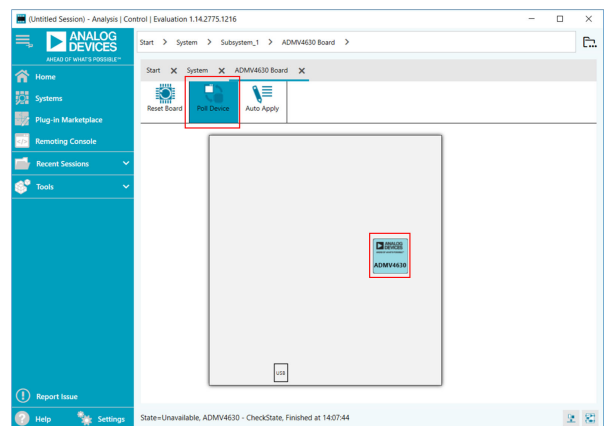 (Untitled Session) - Analysis | Control | Evaluation 1.14.2775.1216
ANALOG
DEVICES
AHEAD OF WHAT'S POSSIBLE™
Start > System > Subsystem_1 > ADMV4630 Board >
Start System ADMV4630 Board
Home
Systems
Plug-in Marketplace
Remoting Console
Recent Sessions
Tools
Reset Board Poll Device Auto Apply
ANALOG
DEVICES
ADMV4630
USB
Report Issue
Help Settings
State=Unavailable, ADMV4630 - CheckState, Finished at 14:07:44